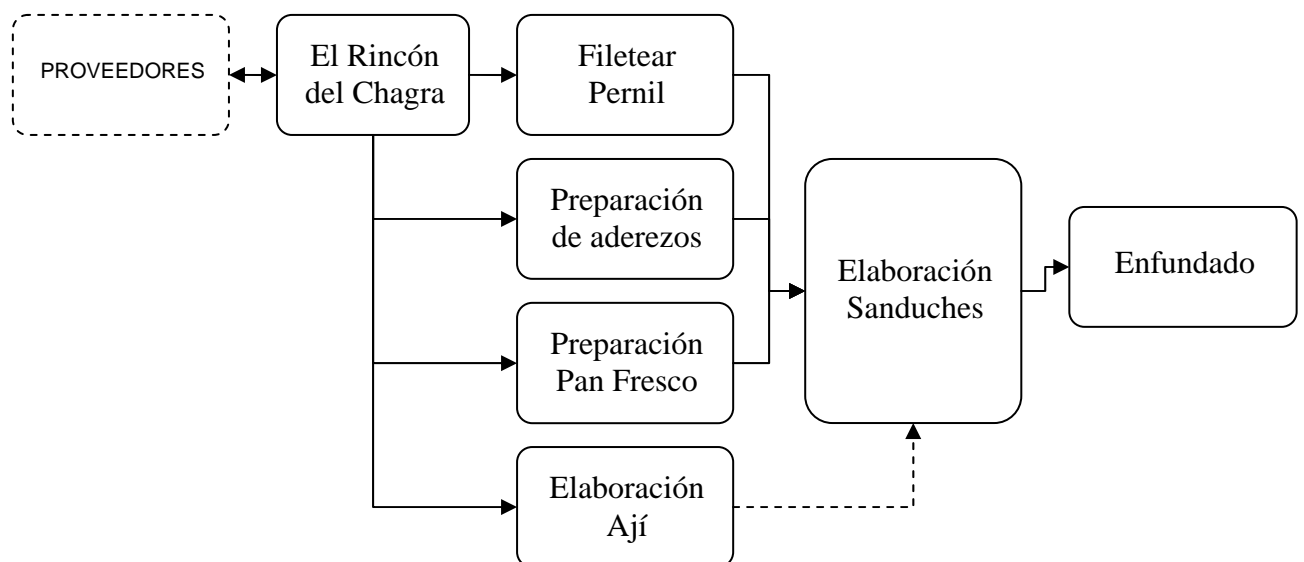 PROVEEDORES
El Rincón
del Chagra
Filetear
Pernil
Preparación
de aderezos
Preparación
Pan Fresco
Elaboración
Ají
Elaboración
Sanduches
Enfundado